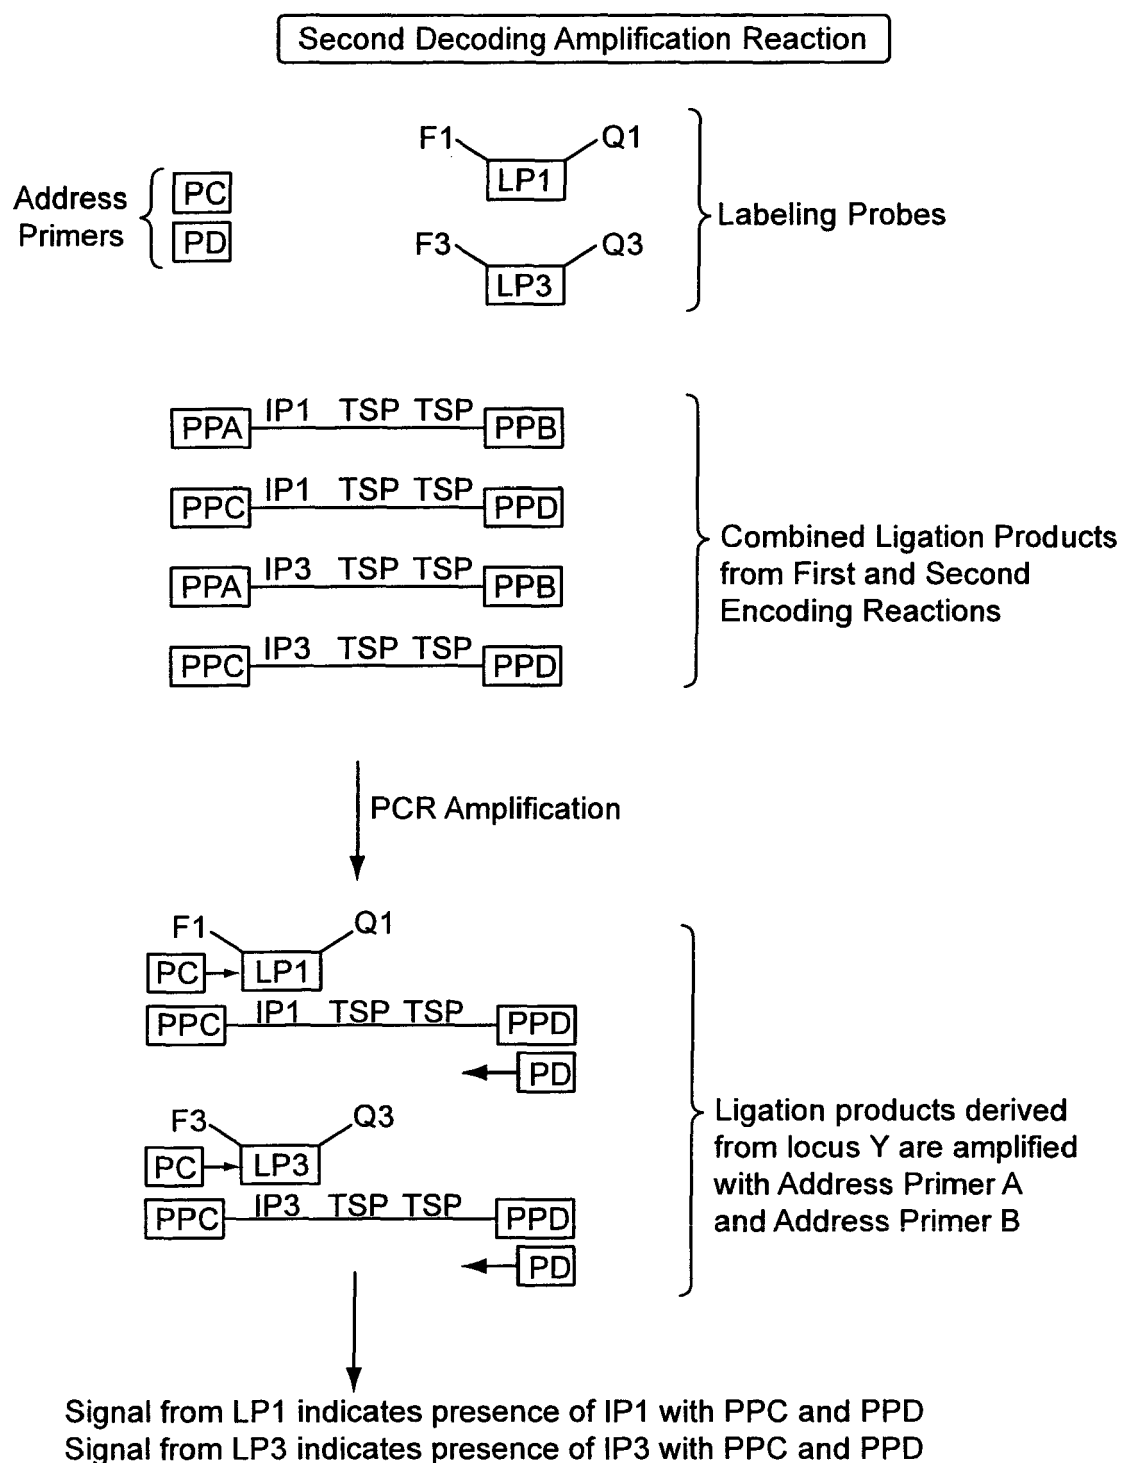 Second Decoding Amplification Reaction
F1 Q1
LP1
Address
Primers
PC
PD
F3 Q3
LP3
Labeling Probes
PPA IP1 TSP TSP PPB
PPC IP1 TSP TSP PPD
PPA IP3 TSP TSP PPB
PPC IP3 TSP TSP PPD
Combined Ligation Products
from First and Second
Encoding Reactions
PCR Amplification
F1 Q1
PC LP1
PPC IP1 TSP TSP PPD
PD
F3 Q3
PC LP3
PPC IP3 TSP TSP PPD
PD
Ligation products derived
from locus Y are amplified
with Address Primer A
and Address Primer B
Signal from LP1 indicates presence of IP1 with PPC and PPD
Signal from LP3 indicates presence of IP3 with PPC and PPD